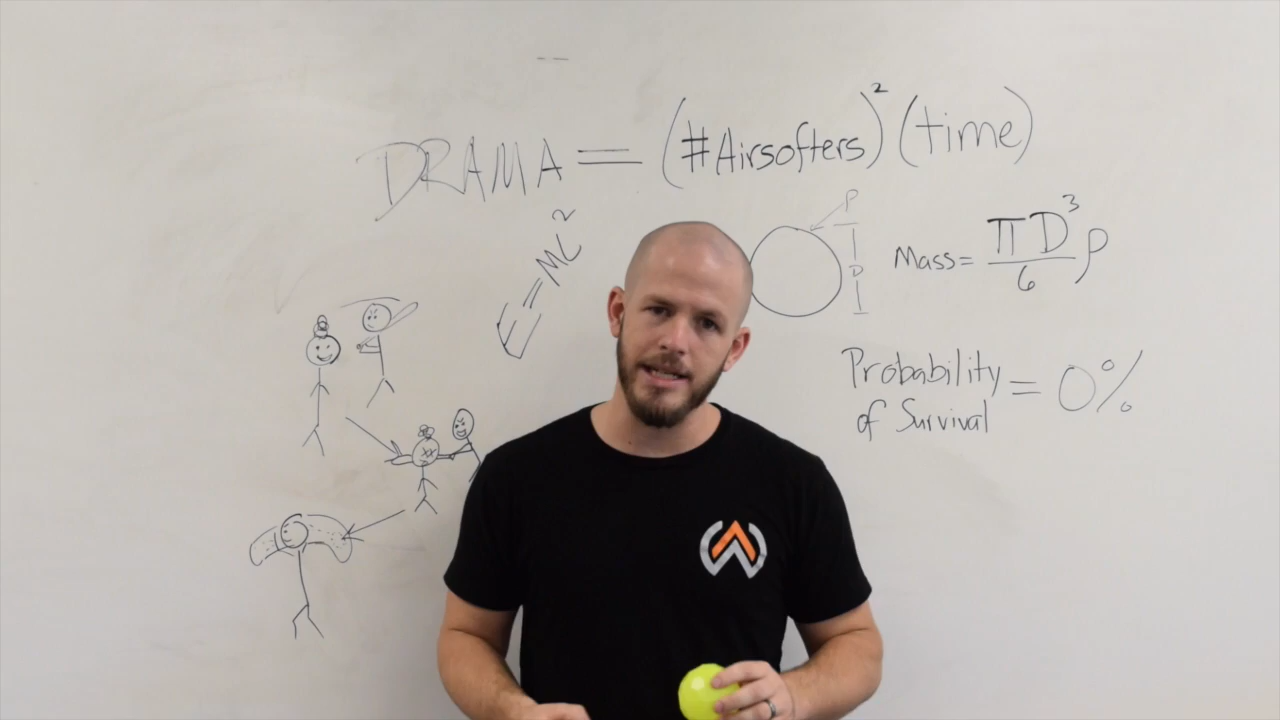 DRAMA = (#Airsofters)² (time)
E=MC²
P
D
Mass = πD³/6 ρ
Probability of Survival = 0%